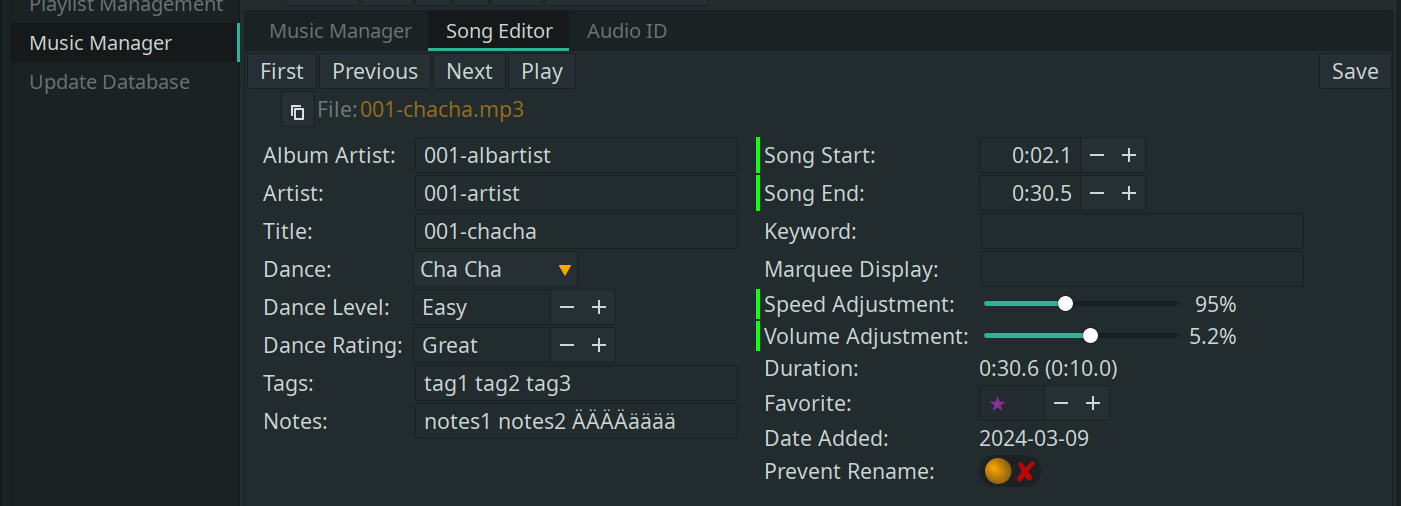 Playlist Management
Music Manager
Update Database
Music Manager Song Editor Audio ID
First Previous Next Play Save
File: 001-chacha.mp3
Album Artist: 001-albartist
Artist: 001-artist
Title: 001-chacha
Dance: Cha Cha
Dance Level: Easy
Dance Rating: Great
Tags: tag1 tag2 tag3
Notes: notes1 notes2 ÄÄÄÄääää
Song Start: 0:02.1
Song End: 0:30.5
Keyword:
Marquee Display:
Speed Adjustment: 95%
Volume Adjustment: 5.2%
Duration: 0:30.6 (0:10.0)
Favorite: ★
Date Added: 2024-03-09
Prevent Rename: